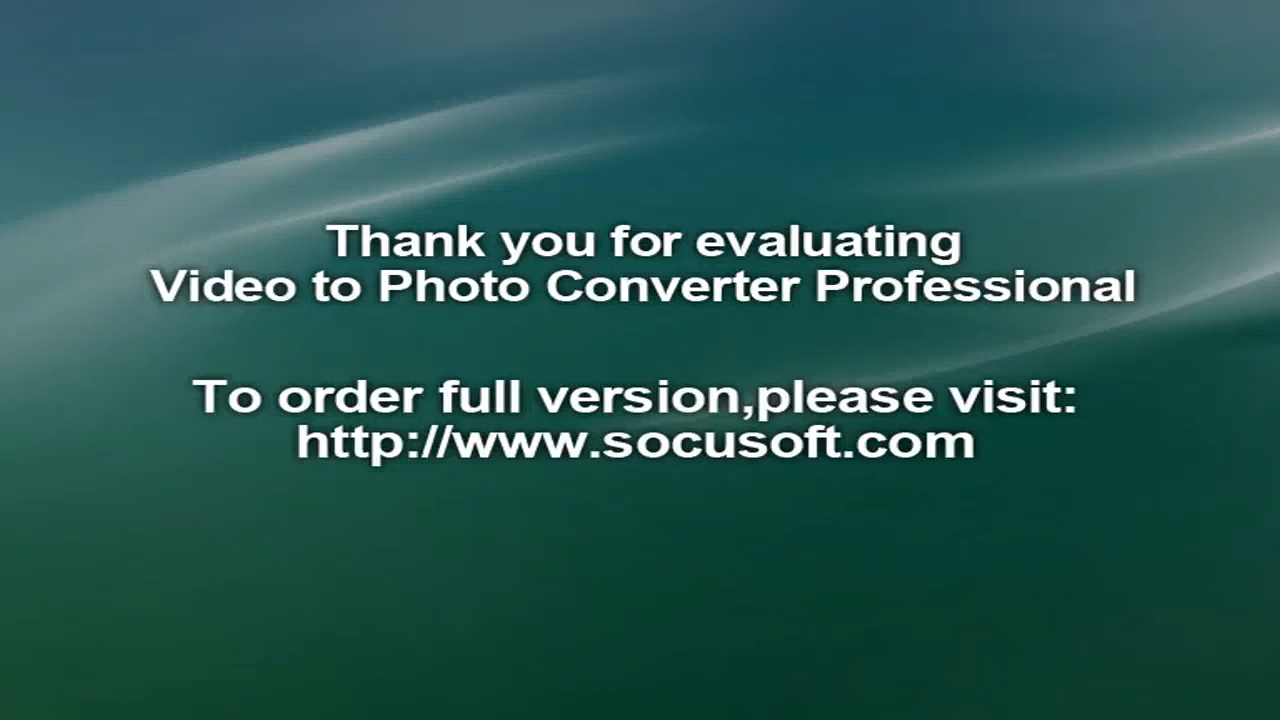 Thank you for evaluating
Video to Photo Converter Professional
To order full version,please visit:
http://www.socusoft.com